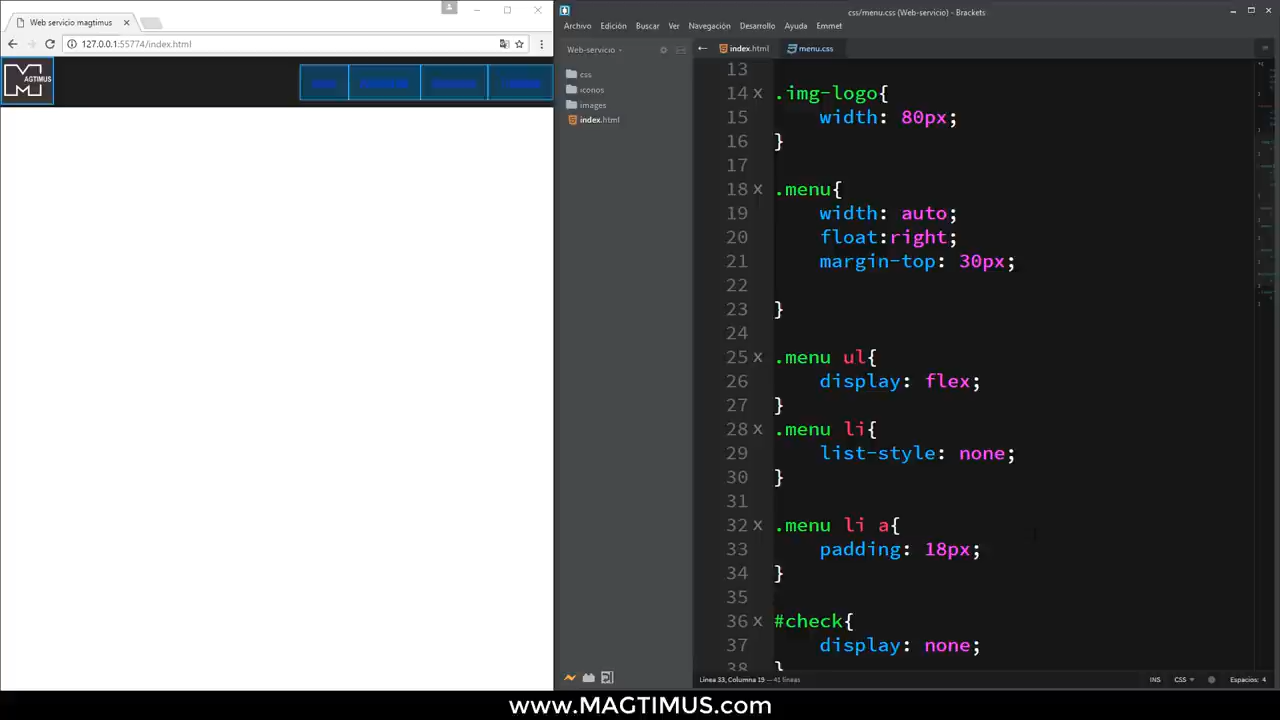 Web servicio magtimus
127.0.0.1:55774/index.html
MAGTIMUS
css/menu.css (Web-servicio) - Brackets
Archivo Edición Buscar Ver Navegación Desarrollo Ayuda Emmet
Web-servicio
css
iconos
images
index.html
index.html menu.css
13
14 .img-logo{
15 width: 80px;
16 }
17
18 .menu{
19 width: auto;
20 float:right;
21 margin-top: 30px;
22
23 }
24
25 .menu ul{
26 display: flex;
27 }
28 .menu li{
29 list-style: none;
30 }
31
32 .menu li a{
33 padding: 18px;
34 }
35
36 #check{
37 display: none;
38 }
Línea 33, Columna 19 — 41 líneas
INS CSS Espacios: 4
www.MAGTIMUS.com